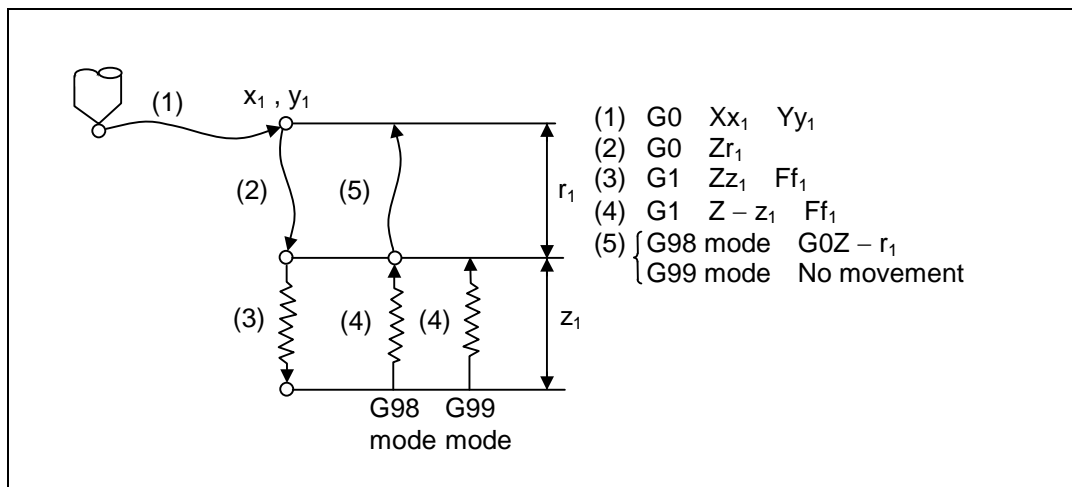 (1)
x₁ , y₁
(2)
(5)
r₁
(3)
(4)
(4)
z₁
G98 mode
G99 mode
(1) G0 Xx₁ Yy₁
(2) G0 Zr₁
(3) G1 Zz₁ Ff₁
(4) G1 Z – z₁ Ff₁
(5) G98 mode G0Z – r₁
G99 mode No movement